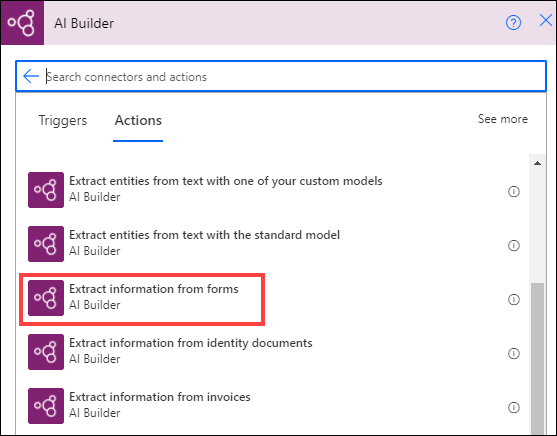 AI Builder
Search connectors and actions
Triggers
Actions
See more
Extract entities from text with one of your custom models
AI Builder
Extract entities from text with the standard model
AI Builder
Extract information from forms
AI Builder
Extract information from identity documents
AI Builder
Extract information from invoices
AI Builder